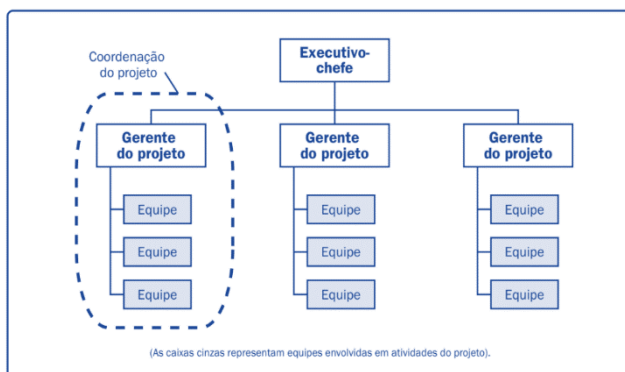 Coordenação
do projeto
Executivo-
chefe
Gerente
do projeto
Gerente
do projeto
Gerente
do projeto
Equipe
Equipe
Equipe
Equipe
Equipe
Equipe
Equipe
Equipe
Equipe
(As caixas cinzas representam equipes envolvidas em atividades do projeto).